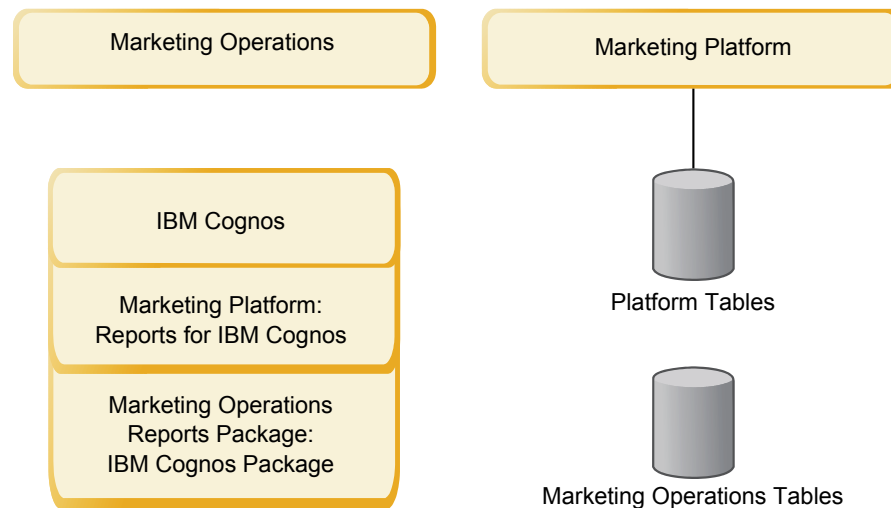 Marketing Operations
Marketing Platform
IBM Cognos
Marketing Platform:
Reports for IBM Cognos
Marketing Operations
Reports Package:
IBM Cognos Package
Platform Tables
Marketing Operations Tables